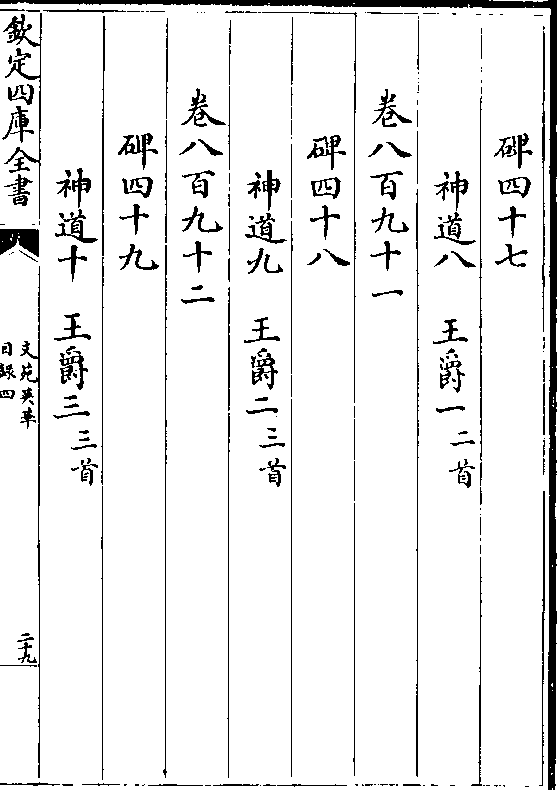 碑四十七
神道八　王爵一　二首
卷八百九十一
碑四十八
神道九　王爵二　三首
卷八百九十二
碑四十九
神道十　王爵三　三首
欽定四庫全書
文苑英華
目録四
二十九